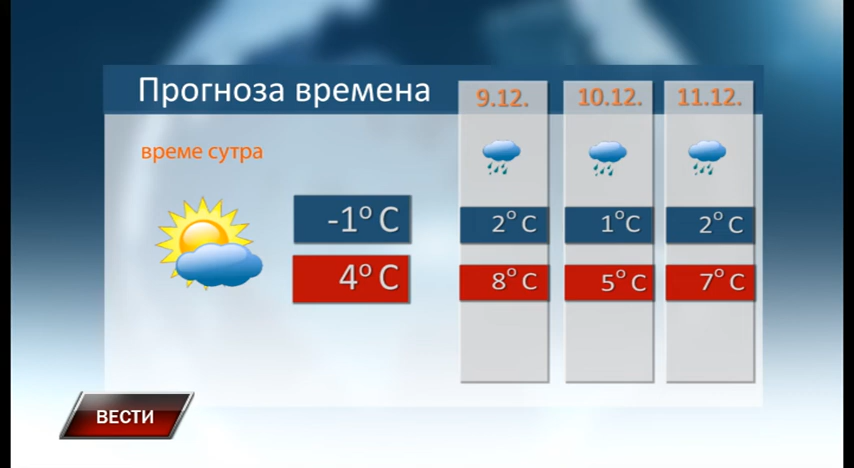 Прогноза времена
време сутра
-1° C
4° C
9.12.
10.12.
11.12.
2° C
1°C
2° C
8° C
5° C
7° C
ВЕСТИ